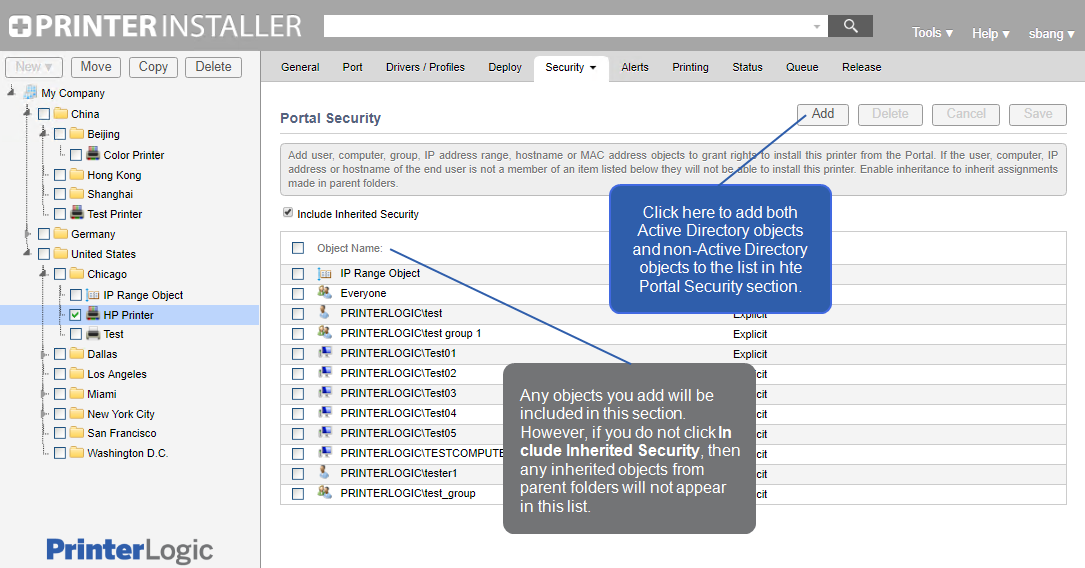 PRINTER INSTALLER
Tools ▾ Help ▾ sbang ▾
New ▾ Move Copy Delete
My Company
China
Beijing
Color Printer
Hong Kong
Shanghai
Test Printer
Germany
United States
Chicago
IP Range Object
HP Printer
Test
Dallas
Los Angeles
Miami
New York City
San Francisco
Washington D.C.
PrinterLogic
General Port Drivers / Profiles Deploy Security ▾ Alerts Printing Status Queue Release
Portal Security
Add Delete Cancel Save
Add user, computer, group, IP address range, hostname or MAC address objects to grant rights to install this printer from the Portal. If the user, computer, IP
address or hostname of the end user is not a member of an item listed below they will not be able to install this printer. Enable inheritance to inherit assignments
made in parent folders.
Include Inherited Security
Object Name:
IP Range Object
Everyone
PRINTERLOGIC\test Explicit
PRINTERLOGIC\test group 1 Explicit
PRINTERLOGIC\Test01 Explicit
PRINTERLOGIC\Test02 cit
PRINTERLOGIC\Test03 cit
PRINTERLOGIC\Test04 cit
PRINTERLOGIC\Test05 cit
PRINTERLOGIC\TESTCOMPUTE cit
PRINTERLOGIC\tester1 cit
PRINTERLOGIC\test_group cit
Click here to add both
Active Directory objects
and non-Active Directory
objects to the list in hte
Portal Security section.
Any objects you add will be
included in this section.
However, if you do not click In
clude Inherited Security, then
any inherited objects from
parent folders will not appear
in this list.